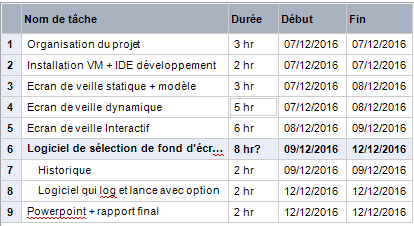 Nom de tâche Durée Début Fin
1 Organisation du projet 3 hr 07/12/2016 07/12/2016
2 Installation VM + IDE développement 2 hr 07/12/2016 07/12/2016
3 Ecran de veille statique + modèle 3 hr 07/12/2016 08/12/2016
4 Ecran de veille dynamique 5 hr 07/12/2016 08/12/2016
5 Ecran de veille Interactif 6 hr 08/12/2016 09/12/2016
6 Logiciel de sélection de fond d'écr... 8 hr? 09/12/2016 12/12/2016
7 Historique 2 hr 09/12/2016 09/12/2016
8 Logiciel qui log et lance avec option 2 hr 12/12/2016 12/12/2016
9 Powerpoint + rapport final 2 hr 12/12/2016 12/12/2016